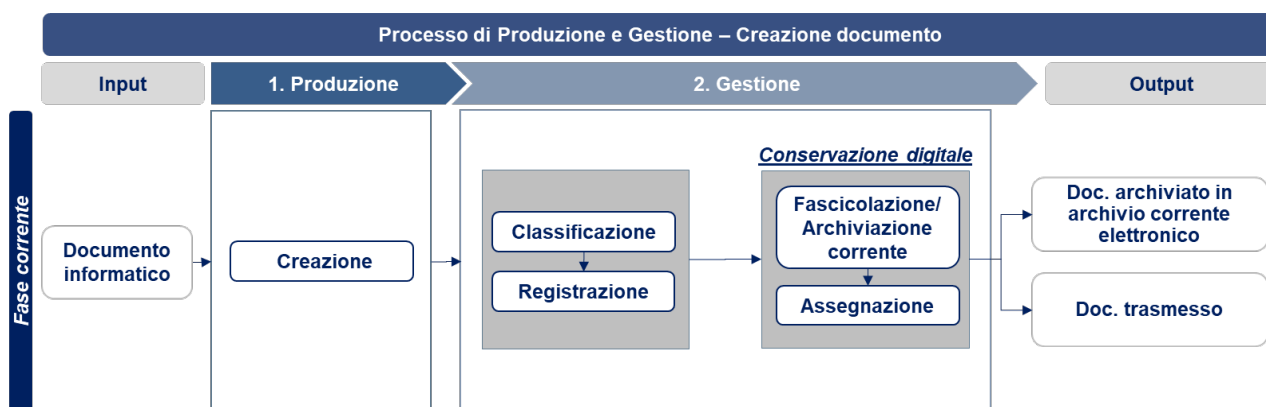 Processo di Produzione e Gestione – Creazione documento
Input
1. Produzione
2. Gestione
Output
Fase corrente
Documento
informatico
Creazione
Classificazione
Registrazione
Conservazione digitale
Fascicolazione/
Archiviazione
corrente
Assegnazione
Doc. archiviato in
archivio corrente
elettronico
Doc. trasmesso